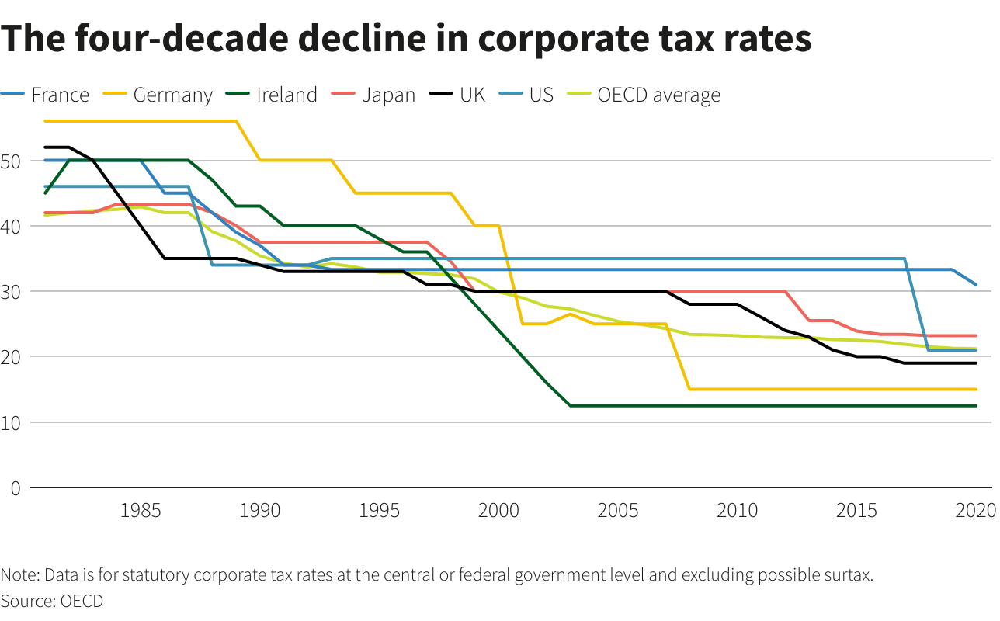 The four-decade decline in corporate tax rates
France Germany Ireland Japan UK US OECD average
50
40
30
20
10
0
1985 1990 1995 2000 2005 2010 2015 2020
Note: Data is for statutory corporate tax rates at the central or federal government level and excluding possible surtax.
Source: OECD